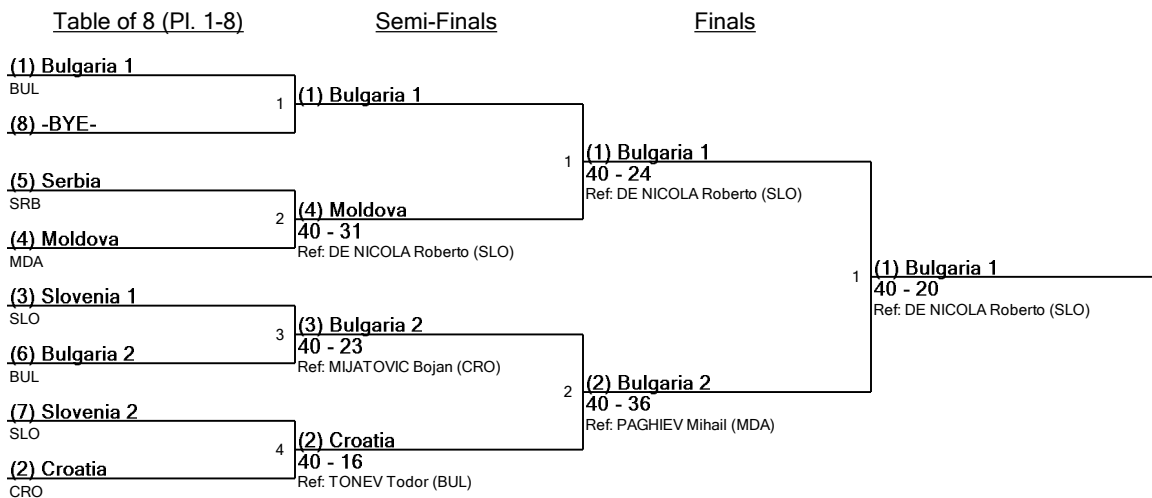 Table of 8 (Pl. 1-8)
Semi-Finals
Finals
(1) Bulgaria 1
BUL
(8) -BYE-
(5) Serbia
SRB
(4) Moldova
MDA
(3) Slovenia 1
SLO
(6) Bulgaria 2
BUL
(7) Slovenia 2
SLO
(2) Croatia
CRO
1
(1) Bulgaria 1
2
(4) Moldova
40 - 31
Ref: DE NICOLA Roberto (SLO)
3
(3) Bulgaria 2
40 - 23
Ref: MIJATOVIC Bojan (CRO)
4
(2) Croatia
40 - 16
Ref: TONEV Todor (BUL)
1
(1) Bulgaria 1
40 - 24
Ref: DE NICOLA Roberto (SLO)
2
(2) Bulgaria 2
40 - 36
Ref: PAGHIEV Mihail (MDA)
1
(1) Bulgaria 1
40 - 20
Ref: DE NICOLA Roberto (SLO)